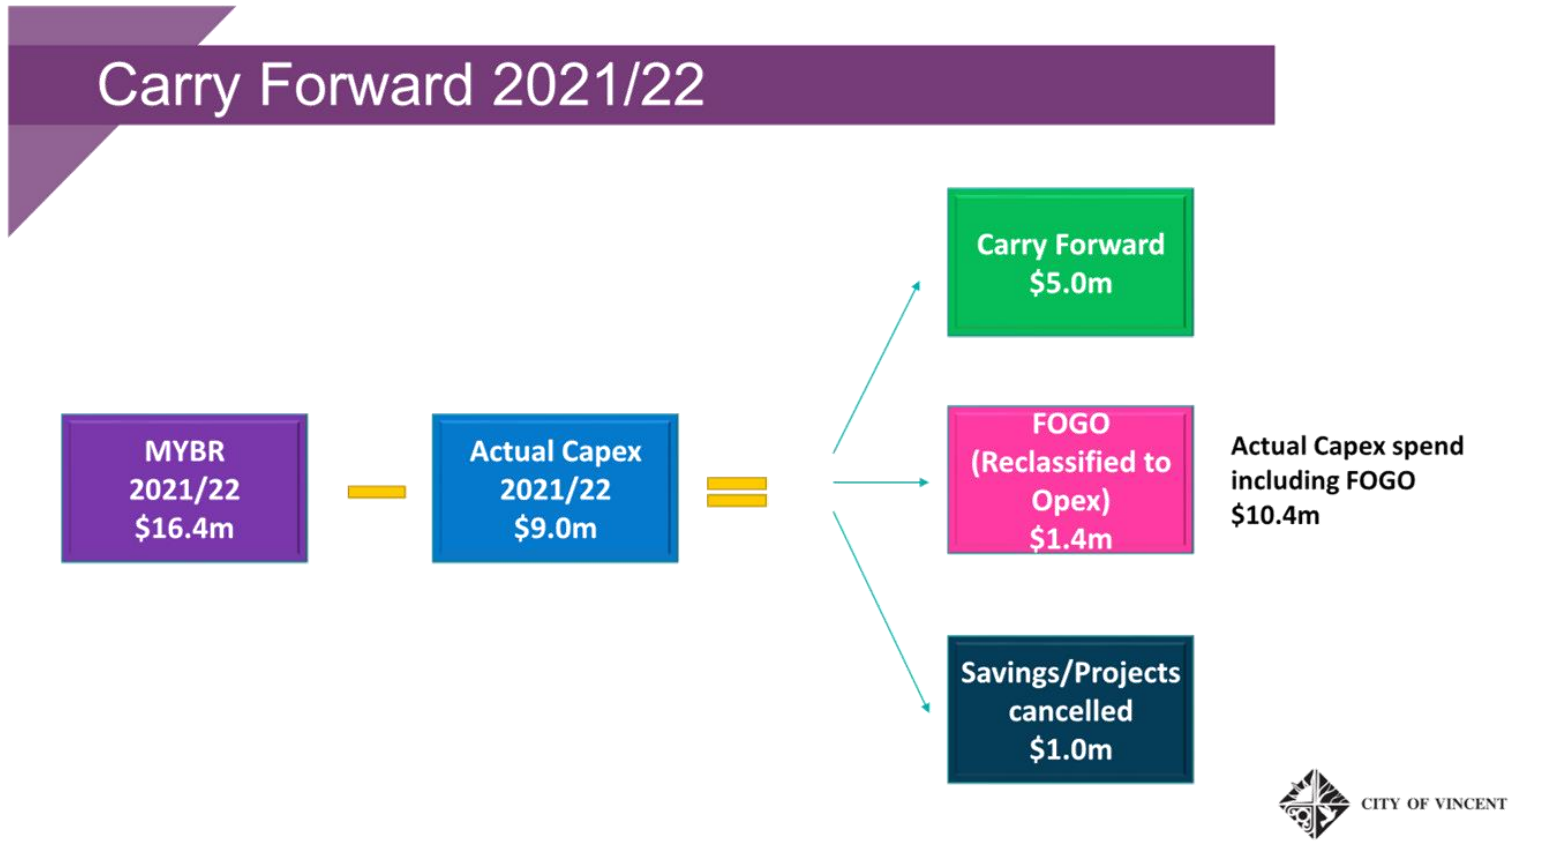 Carry Forward 2021/22
Carry Forward
$5.0m
MYBR
2021/22
$16.4m
Actual Capex
2021/22
$9.0m
FOGO
(Reclassified to
Opex)
$1.4m
Actual Capex spend
including FOGO
$10.4m
Savings/Projects
cancelled
$1.0m
CITY OF VINCENT